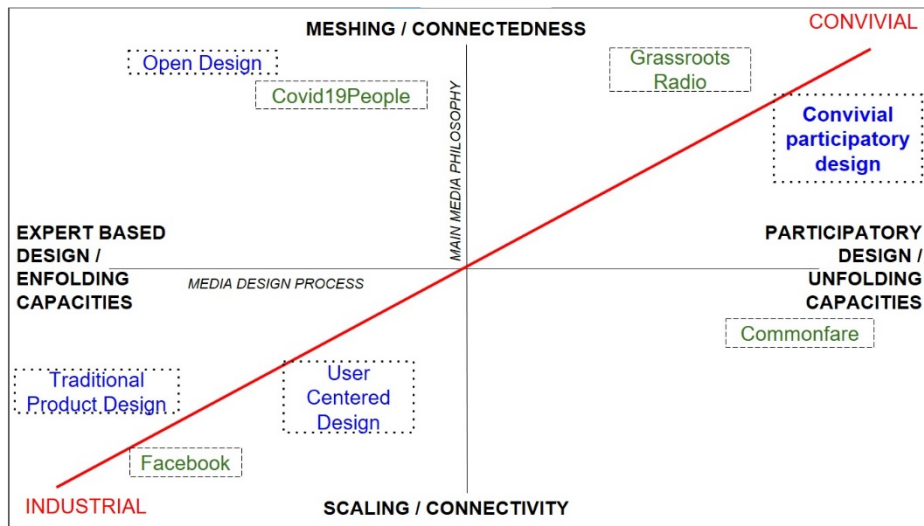 MESHING / CONNECTEDNESS
CONVIVIAL
Open Design
Covid19People
Grassroots
Radio
Convivial
participatory
design
MAIN MEDIA PHILOSOPHY
EXPERT BASED
DESIGN /
ENFOLDING
CAPACITIES
MEDIA DESIGN PROCESS
PARTICIPATORY
DESIGN /
UNFOLDING
CAPACITIES
Commonfare
Traditional
Product Design
User
Centered
Design
Facebook
INDUSTRIAL
SCALING / CONNECTIVITY